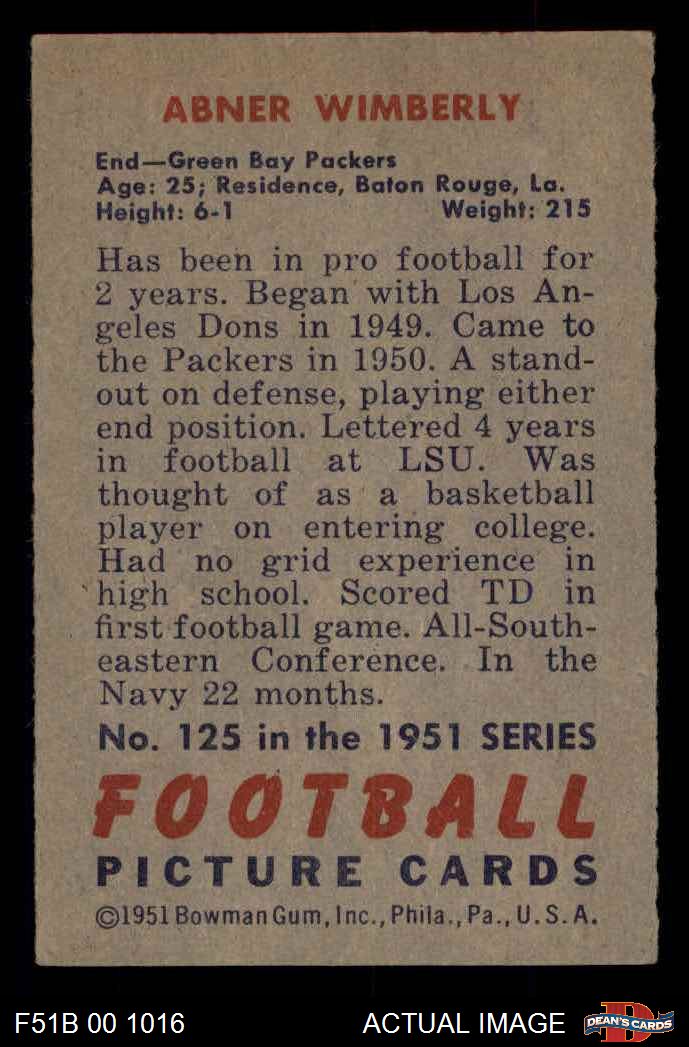 ABNER WIMBERLY
End—Green Bay Packers
Age: 25; Residence, Baton Rouge, La.
Height: 6-1 Weight: 215
Has been in pro football for
2 years. Began with Los An-
geles Dons in 1949. Came to
the Packers in 1950. A stand-
out on defense, playing either
end position. Lettered 4 years
in football at LSU. Was
thought of as a basketball
player on entering college.
Had no grid experience in
high school. Scored TD in
first football game. All-South-
eastern Conference. In the
Navy 22 months.
No. 125 in the 1951 SERIES
FOOTBALL
PICTURE CARDS
©1951 Bowman Gum, Inc., Phila., Pa., U.S.A.
F51B 00 1016 ACTUAL IMAGE D DEAN'S CARDS